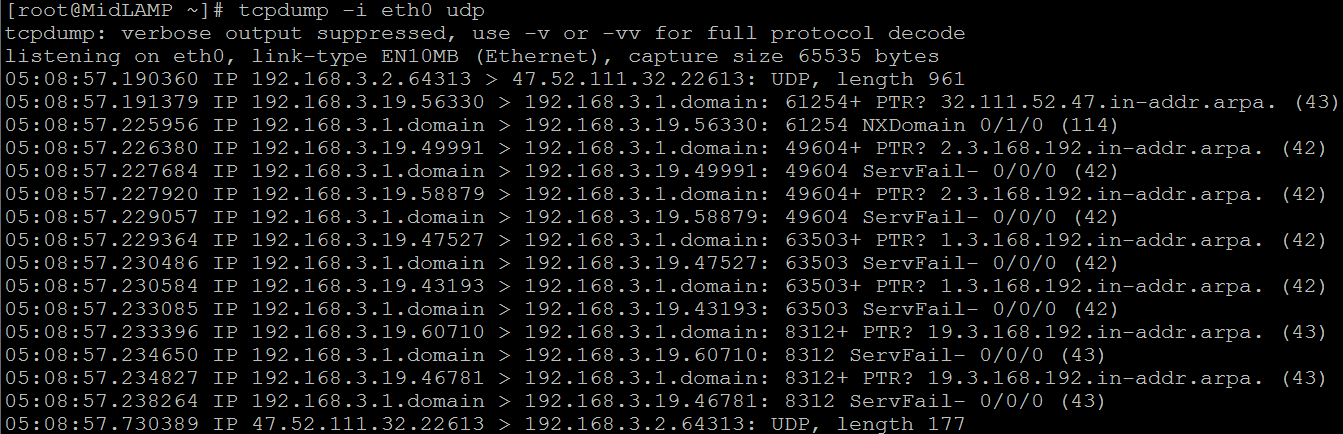 [root@MidLAMP ~]# tcpdump -i eth0 udp
tcpdump: verbose output suppressed, use -v or -vv for full protocol decode
listening on eth0, link-type EN10MB (Ethernet), capture size 65535 bytes
05:08:57.190360 IP 192.168.3.2.64313 > 47.52.111.32.22613: UDP, length 961
05:08:57.191379 IP 192.168.3.19.56330 > 192.168.3.1.domain: 61254+ PTR? 32.111.52.47.in-addr.arpa. (43)
05:08:57.225956 IP 192.168.3.1.domain > 192.168.3.19.56330: 61254 NXDomain 0/1/0 (114)
05:08:57.226380 IP 192.168.3.19.49991 > 192.168.3.1.domain: 49604+ PTR? 2.3.168.192.in-addr.arpa. (42)
05:08:57.227684 IP 192.168.3.1.domain > 192.168.3.19.49991: 49604 ServFail- 0/0/0 (42)
05:08:57.227920 IP 192.168.3.19.58879 > 192.168.3.1.domain: 49604+ PTR? 2.3.168.192.in-addr.arpa. (42)
05:08:57.229057 IP 192.168.3.1.domain > 192.168.3.19.58879: 49604 ServFail- 0/0/0 (42)
05:08:57.229364 IP 192.168.3.19.47527 > 192.168.3.1.domain: 63503+ PTR? 1.3.168.192.in-addr.arpa. (42)
05:08:57.230486 IP 192.168.3.1.domain > 192.168.3.19.47527: 63503 ServFail- 0/0/0 (42)
05:08:57.230584 IP 192.168.3.19.43193 > 192.168.3.1.domain: 63503+ PTR? 1.3.168.192.in-addr.arpa. (42)
05:08:57.233085 IP 192.168.3.1.domain > 192.168.3.19.43193: 63503 ServFail- 0/0/0 (42)
05:08:57.233396 IP 192.168.3.19.60710 > 192.168.3.1.domain: 8312+ PTR? 19.3.168.192.in-addr.arpa. (43)
05:08:57.234650 IP 192.168.3.1.domain > 192.168.3.19.60710: 8312 ServFail- 0/0/0 (43)
05:08:57.234827 IP 192.168.3.19.46781 > 192.168.3.1.domain: 8312+ PTR? 19.3.168.192.in-addr.arpa. (43)
05:08:57.238264 IP 192.168.3.1.domain > 192.168.3.19.46781: 8312 ServFail- 0/0/0 (43)
05:08:57.730389 IP 47.52.111.32.22613 > 192.168.3.2.64313: UDP, length 177